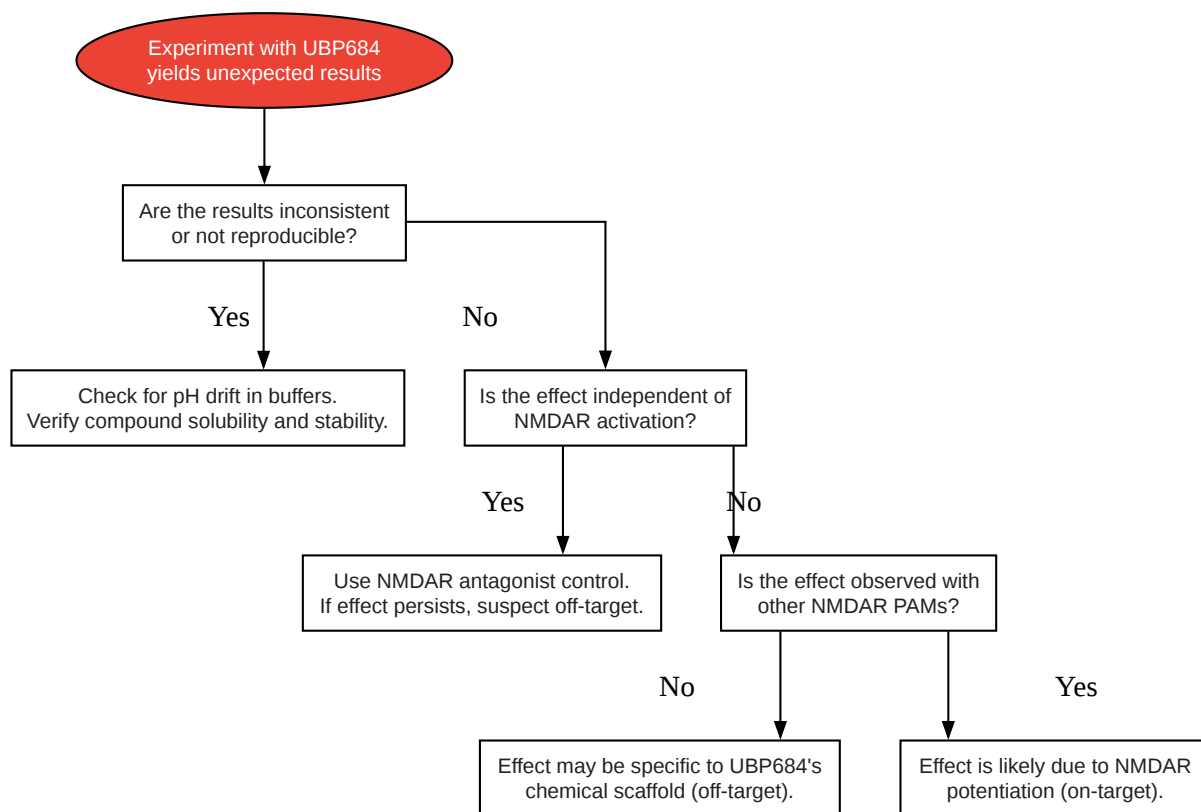 Experiment with UBP684
yields unexpected results
Are the results inconsistent
or not reproducible?
Yes
No
Check for pH drift in buffers.
Verify compound solubility and stability.
Is the effect independent of
NMDAR activation?
Yes
No
Use NMDAR antagonist control.
If effect persists, suspect off-target.
Is the effect observed with
other NMDAR PAMs?
No
Yes
Effect may be specific to UBP684's
chemical scaffold (off-target).
Effect is likely due to NMDAR
potentiation (on-target).